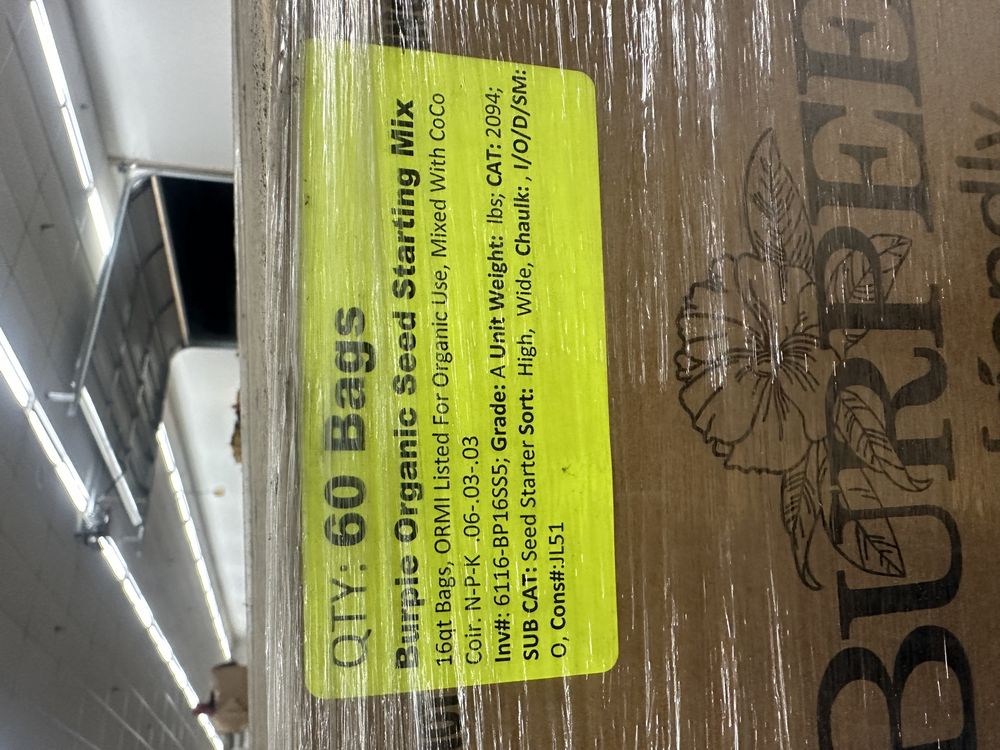 QTY: 60 Bags
Burple Organic Seed Starting Mix
16qt Bags, ORMI Listed For Organic Use, Mixed With CoCo
Coir. N-P-K .06-.03-.03
Inv#: 6116-BP16SS5; Grade: A Unit Weight: lbs; CAT: 2094;
SUB CAT: Seed Starter Sort: High, Wide, Chaulk: , I/O/D/SM:
O, Cons#:JL51
BURPEE